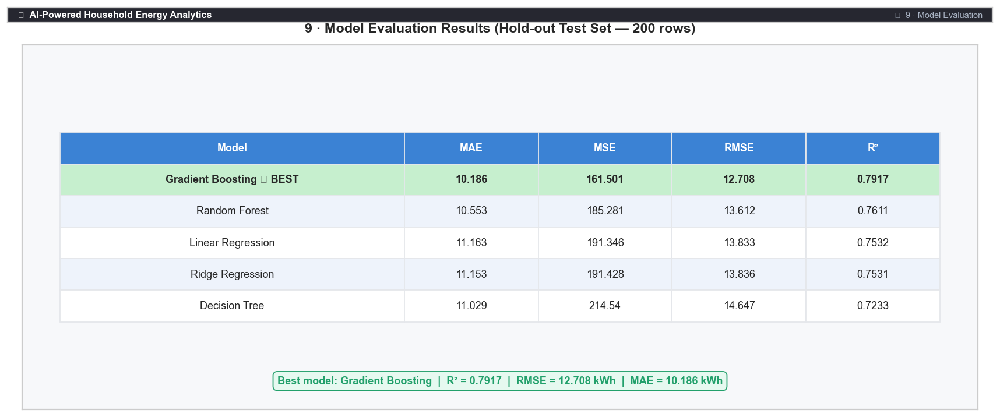 AI-Powered Household Energy Analytics
9 · Model Evaluation
9 · Model Evaluation Results (Hold-out Test Set — 200 rows)
Model MAE MSE RMSE R²
Gradient Boosting ▯ BEST 10.186 161.501 12.708 0.7917
Random Forest 10.553 185.281 13.612 0.7611
Linear Regression 11.163 191.346 13.833 0.7532
Ridge Regression 11.153 191.428 13.836 0.7531
Decision Tree 11.029 214.54 14.647 0.7233
Best model: Gradient Boosting | R² = 0.7917 | RMSE = 12.708 kWh | MAE = 10.186 kWh